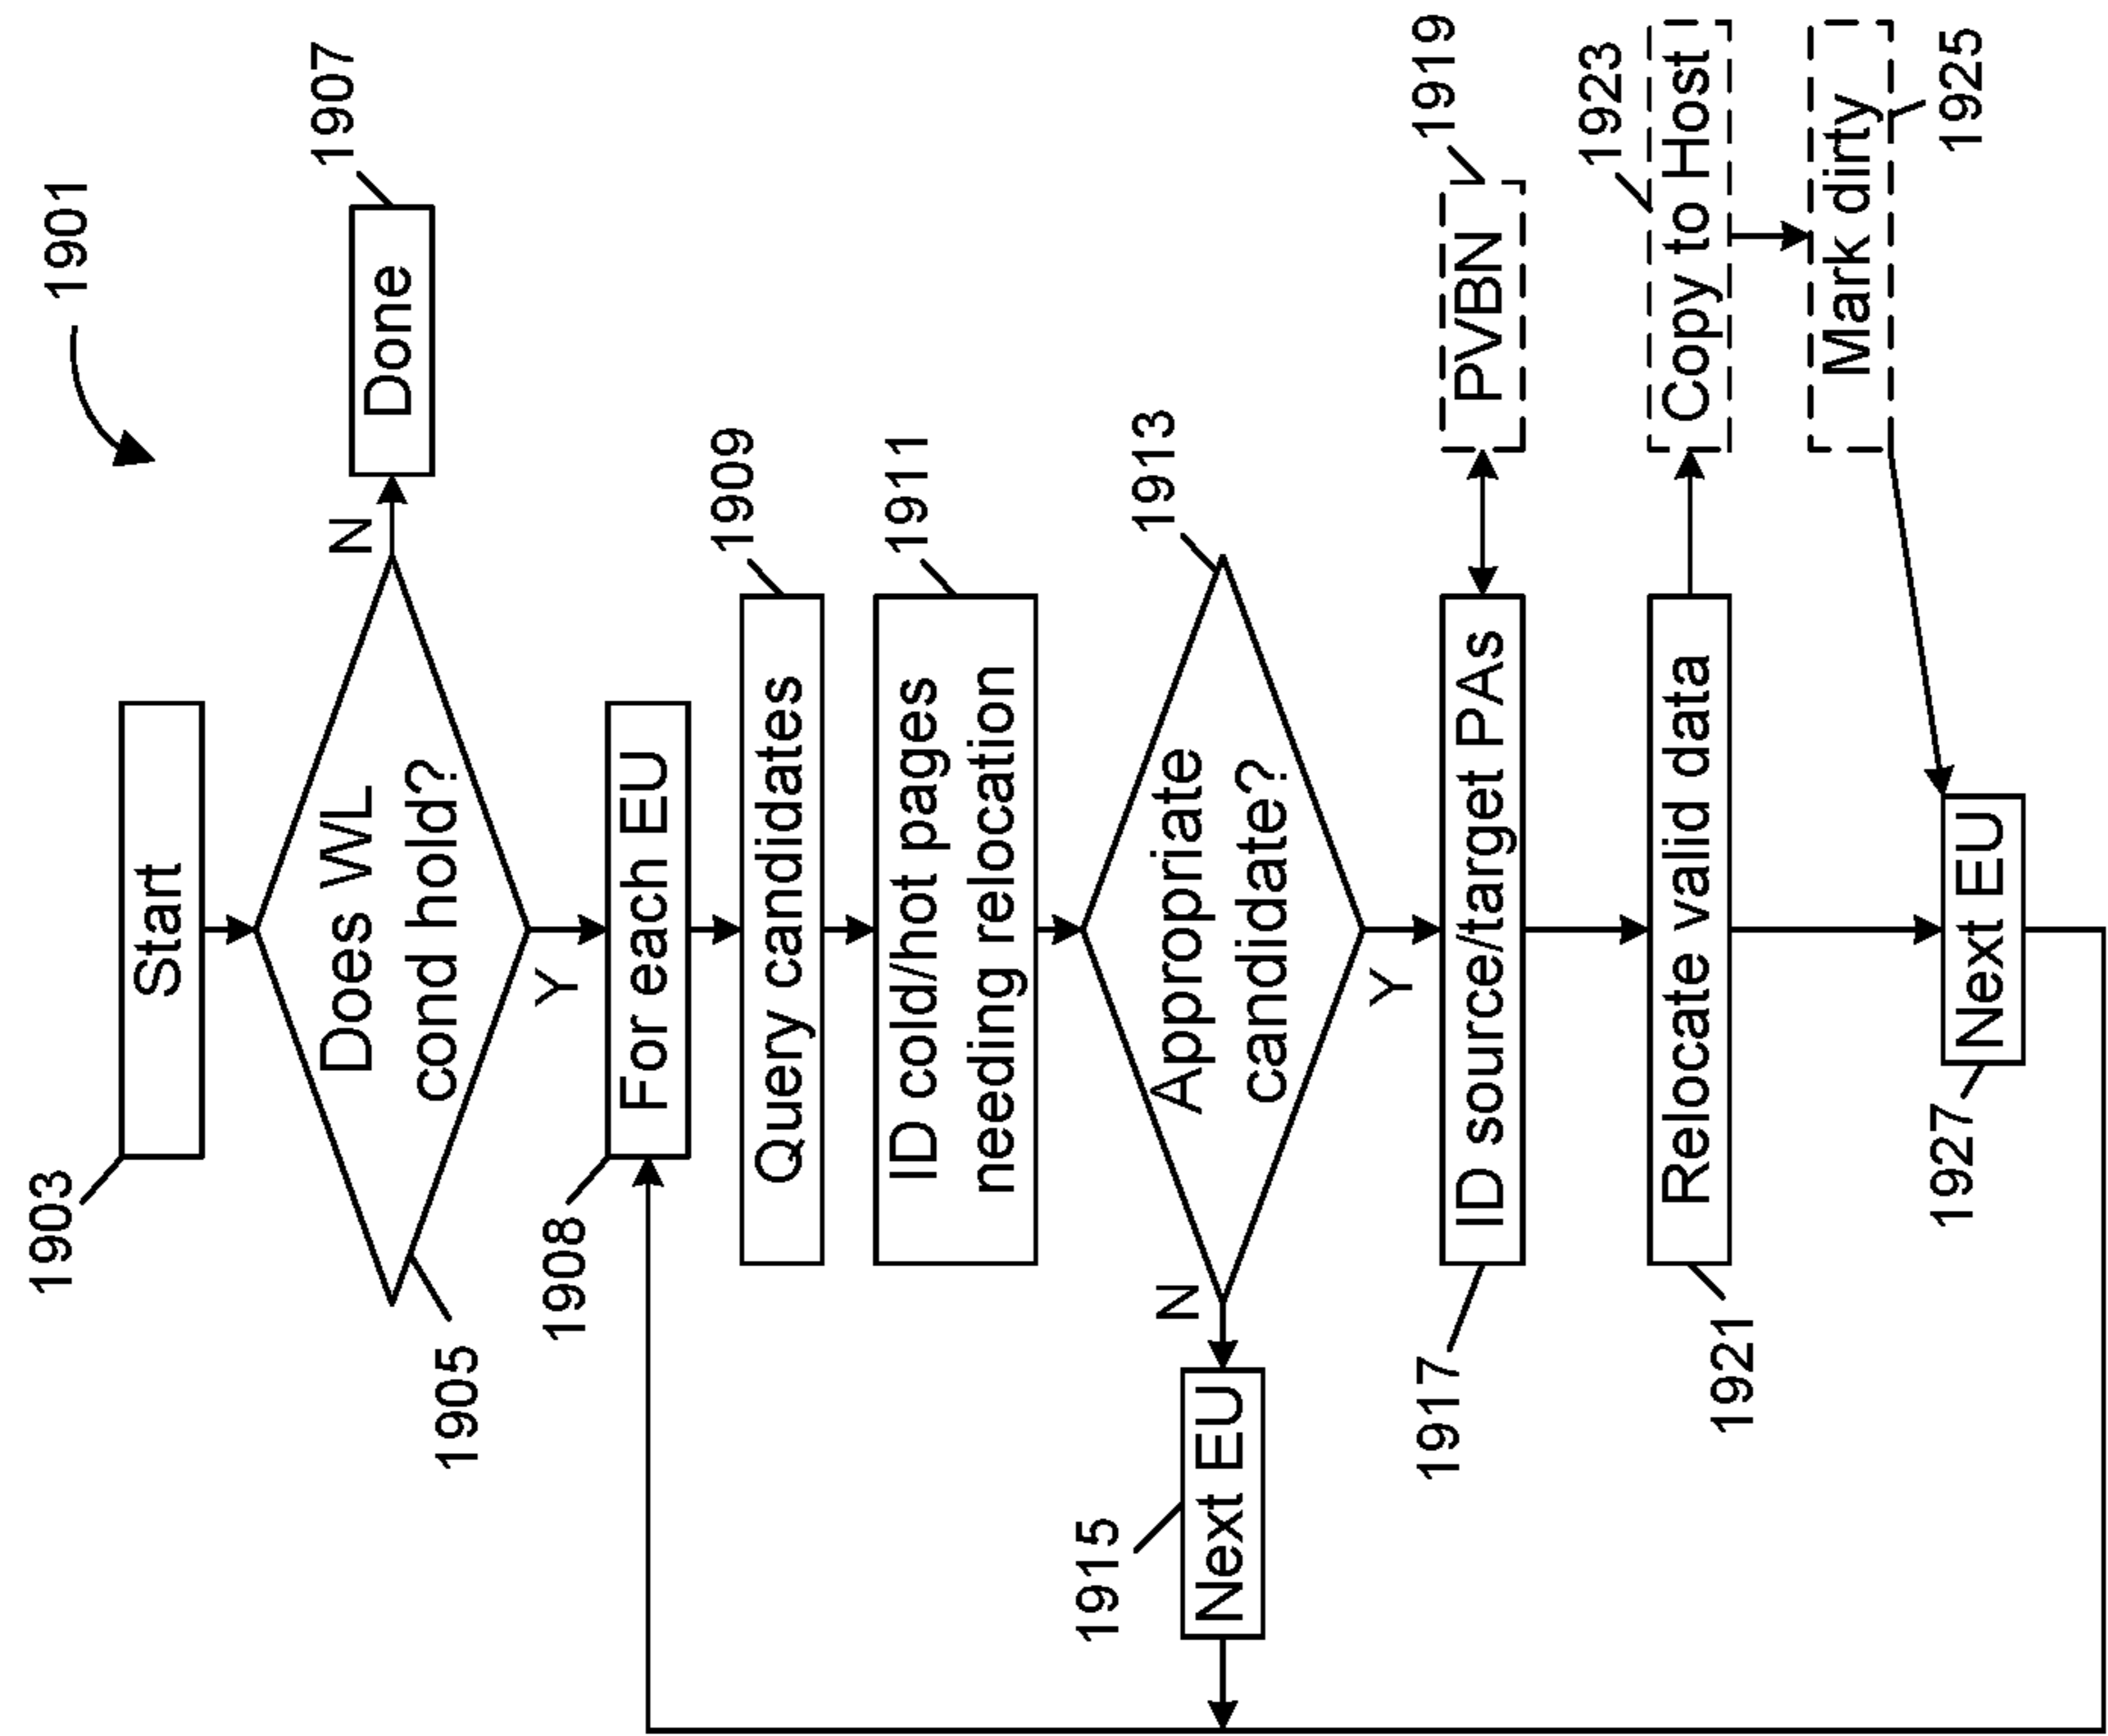 1901
1903
Start
1905
Does WL
cond hold?
N
Done
1907
Y
1908
For each EU
Query candidates
1909
ID cold/hot pages
needing relocation
1911
Appropriate
candidate?
1913
N
Next EU
1915
Y
1917
ID source/target PAs
PVBN
1919
1921
Relocate valid data
Copy to Host
1923
Mark dirty
1925
Next EU
1927